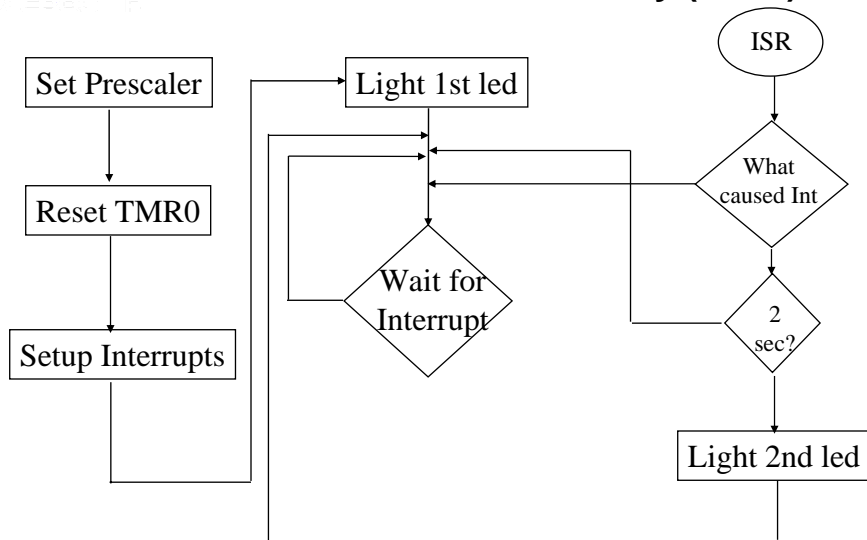 ISR
Set Prescaler
Light 1st led
What
caused Int
Reset TMR0
Wait for
Interrupt
2
sec?
Setup Interrupts
Light 2nd led